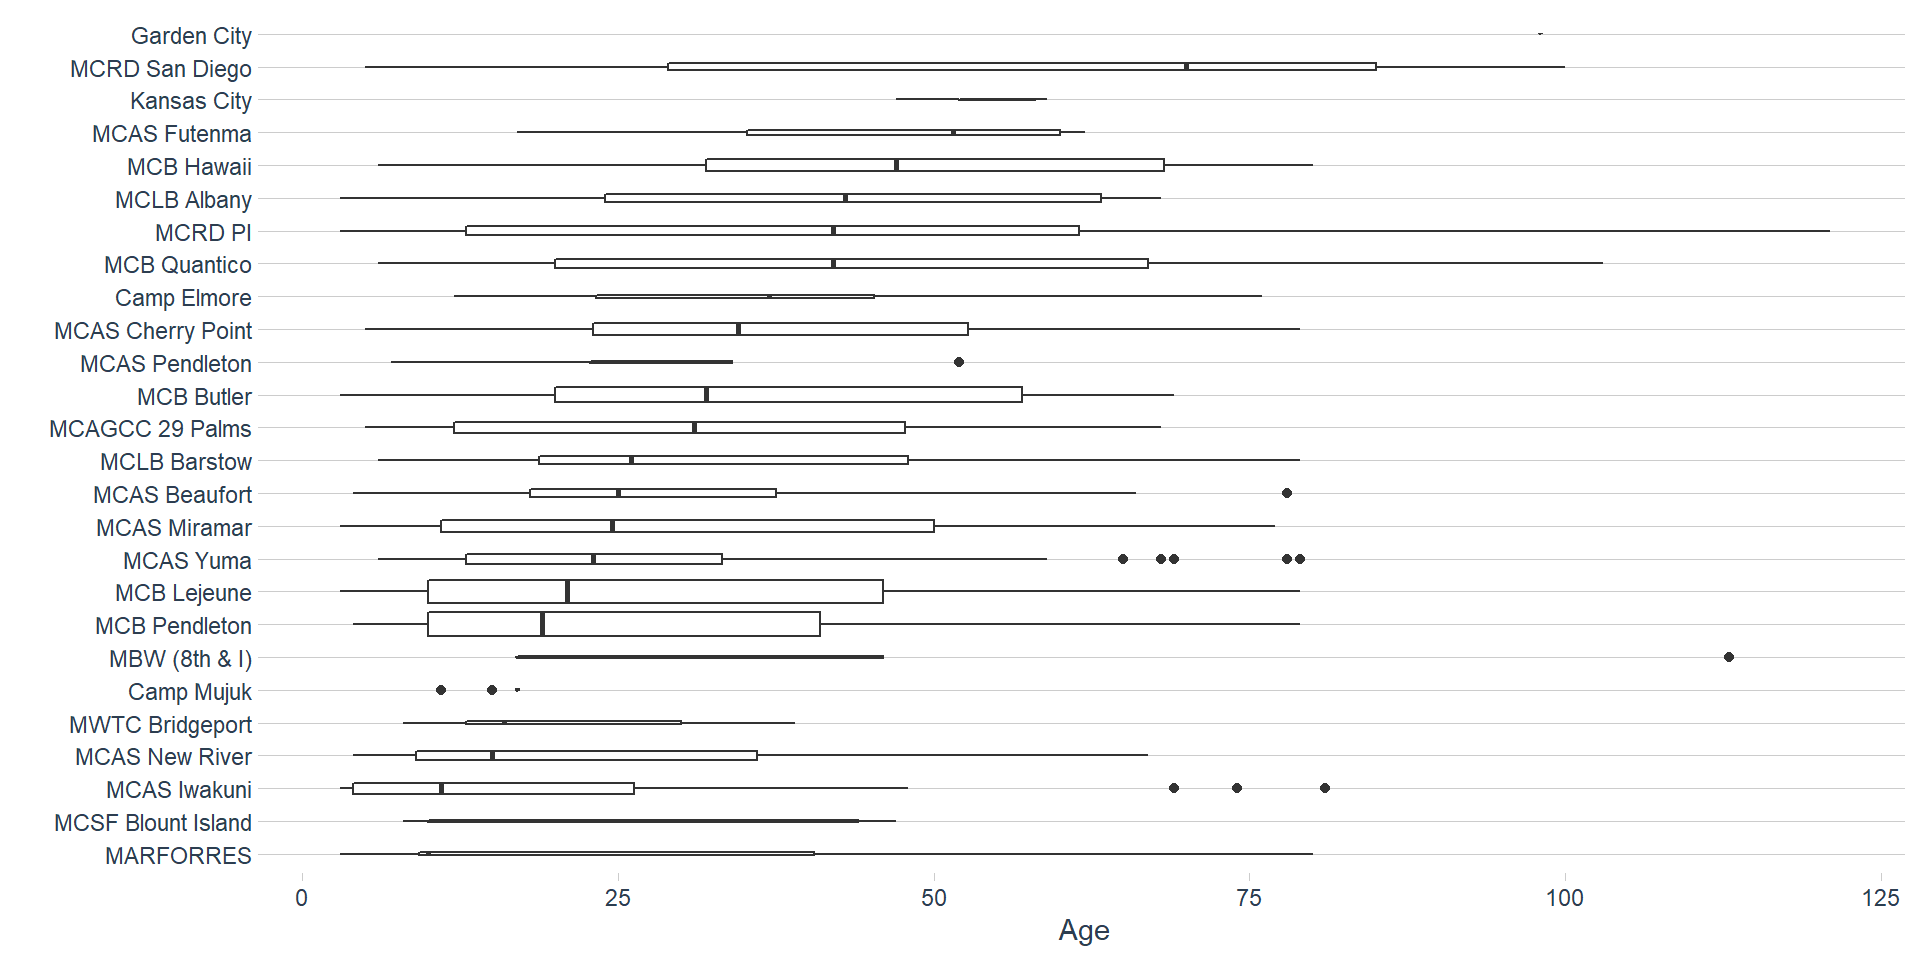 Garden City
MCRD San Diego
Kansas City
MCAS Futenma
MCB Hawaii
MCLB Albany
MCRD PI
MCB Quantico
Camp Elmore
MCAS Cherry Point
MCAS Pendleton
MCB Butler
MCAGCC 29 Palms
MCLB Barstow
MCAS Beaufort
MCAS Miramar
MCAS Yuma
MCB Lejeune
MCB Pendleton
MBW (8th & I)
Camp Mujuk
MWTC Bridgeport
MCAS New River
MCAS Iwakuni
MCSF Blount Island
MARFORRES
0 25 50 75 100 125
Age